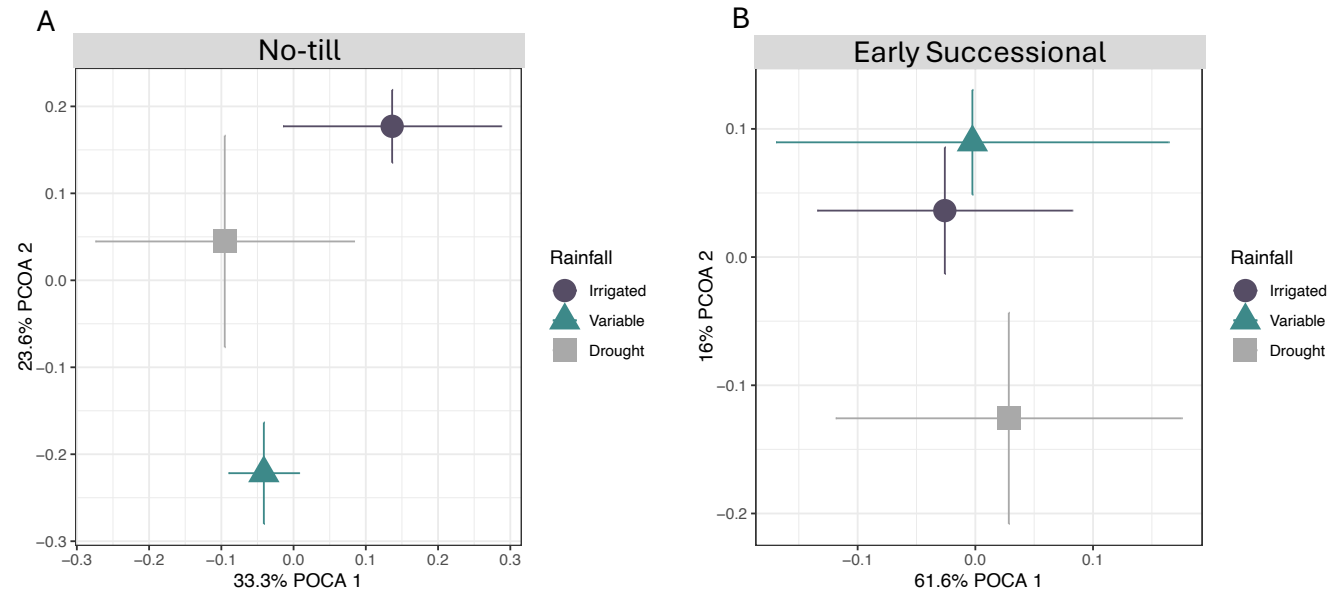 A
No-till
0.2
0.1
0.0
−0.1
−0.2
−0.3
23.6% PCOA 2
−0.3
−0.2
−0.1
0.0
0.1
0.2
0.3
33.3% POCA 1
Rainfall
Irrigated
Variable
Drought
B
Early Successional
0.1
0.0
−0.1
−0.2
16% PCOA 2
−0.1
0.0
0.1
61.6% POCA 1
Rainfall
Irrigated
Variable
Drought